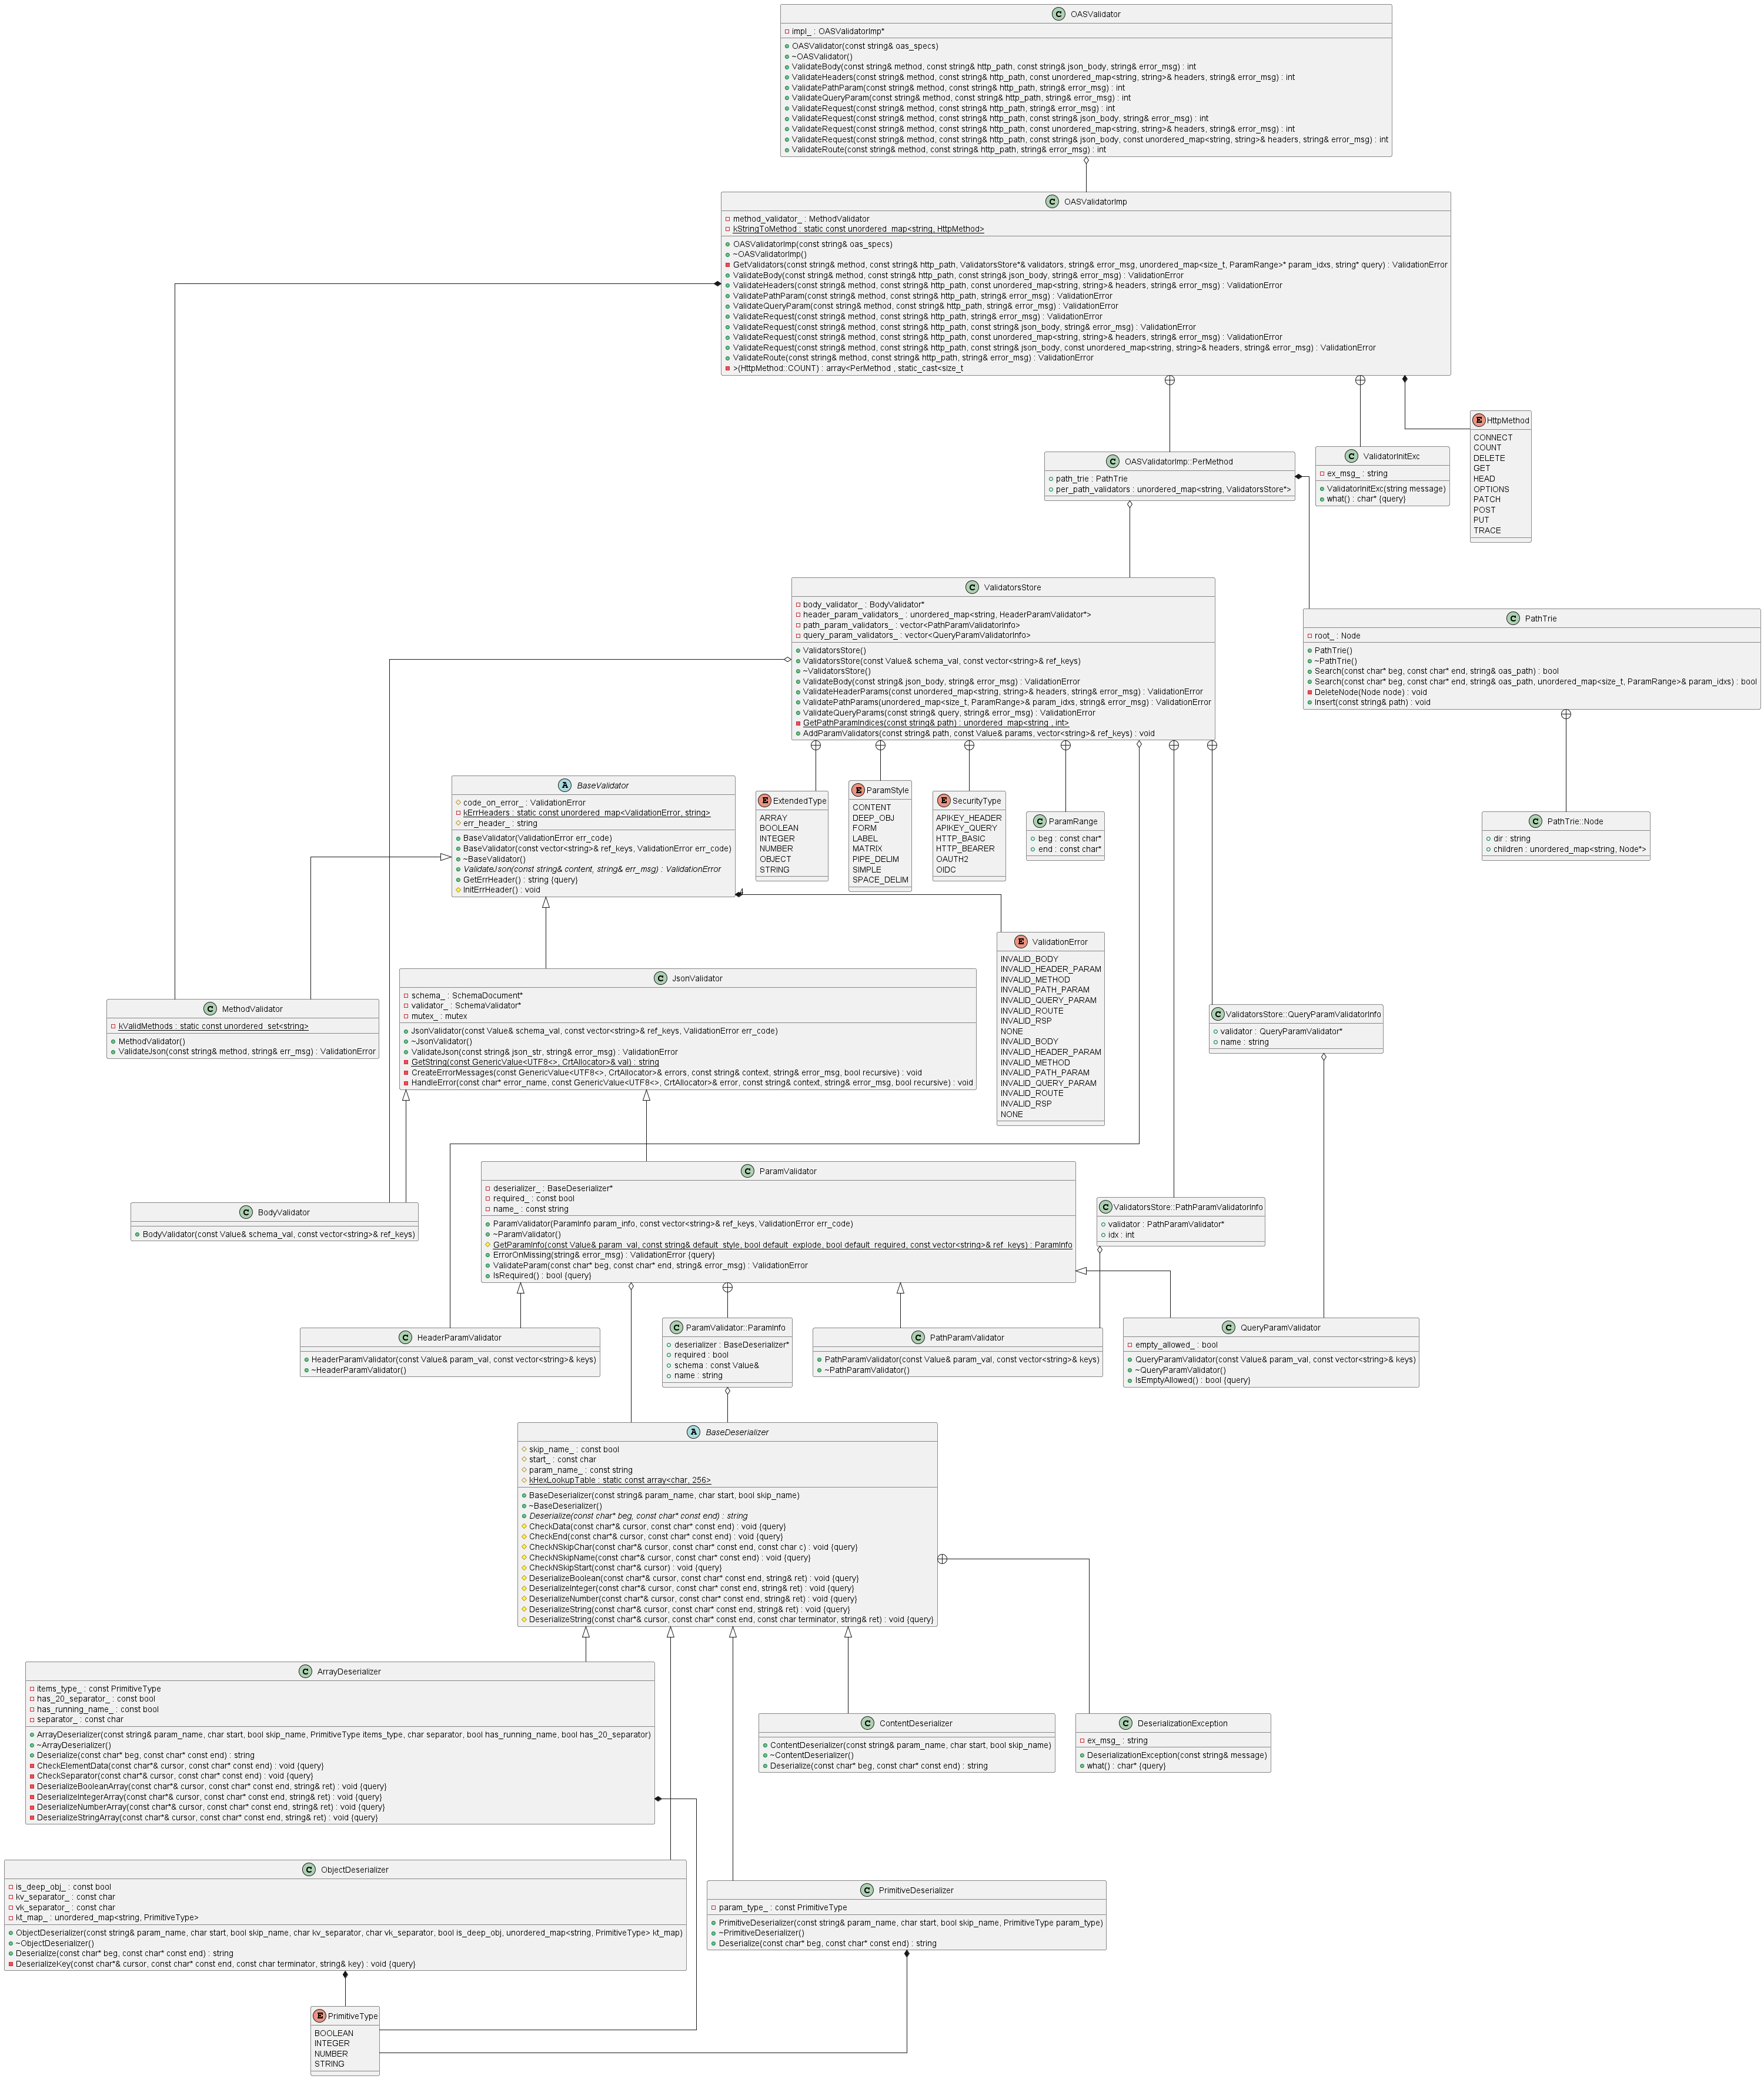 OASValidator
impl_ : OASValidatorImp*
OASValidator(const string& oas_specs)
~OASValidator()
ValidateBody(const string& method, const string& http_path, const string& json_body, string& error_msg) : int
ValidateHeaders(const string& method, const string& http_path, const unordered_map<string, string>& headers, string& error_msg) : int
ValidatePathParam(const string& method, const string& http_path, string& error_msg) : int
ValidateQueryParam(const string& method, const string& http_path, string& error_msg) : int
ValidateRequest(const string& method, const string& http_path, string& error_msg) : int
ValidateRequest(const string& method, const string& http_path, const string& json_body, string& error_msg) : int
ValidateRequest(const string& method, const string& http_path, const unordered_map<string, string>& headers, string& error_msg) : int
ValidateRequest(const string& method, const string& http_path, const string& json_body, const unordered_map<string, string>& headers, string& error_msg) : int
ValidateRoute(const string& method, const string& http_path, string& error_msg) : int
OASValidatorImp
method_validator_ : MethodValidator
kStringToMethod : static const unordered_map<string, HttpMethod>
OASValidatorImp(const string& oas_specs)
~OASValidatorImp()
GetValidators(const string& method, const string& http_path, ValidatorsStore*& validators, string& error_msg, unordered_map<size_t, ParamRange>* param_idxs, string* query) : ValidationError
ValidateBody(const string& method, const string& http_path, const string& json_body, string& error_msg) : ValidationError
ValidateHeaders(const string& method, const string& http_path, const unordered_map<string, string>& headers, string& error_msg) : ValidationError
ValidatePathParam(const string& method, const string& http_path, string& error_msg) : ValidationError
ValidateQueryParam(const string& method, const string& http_path, string& error_msg) : ValidationError
ValidateRequest(const string& method, const string& http_path, string& error_msg) : ValidationError
ValidateRequest(const string& method, const string& http_path, const string& json_body, string& error_msg) : ValidationError
ValidateRequest(const string& method, const string& http_path, const unordered_map<string, string>& headers, string& error_msg) : ValidationError
ValidateRequest(const string& method, const string& http_path, const string& json_body, const unordered_map<string, string>& headers, string& error_msg) : ValidationError
ValidateRoute(const string& method, const string& http_path, string& error_msg) : ValidationError
>(HttpMethod::COUNT) : array<PerMethod , static_cast<size_t
HttpMethod
CONNECT
COUNT
DELETE
GET
HEAD
OPTIONS
PATCH
POST
PUT
TRACE
ValidatorInitExc
ex_msg_ : string
ValidatorInitExc(string message)
what() : char* {query}
OASValidatorImp::PerMethod
path_trie : PathTrie
per_path_validators : unordered_map<string, ValidatorsStore*>
ValidatorsStore
body_validator_ : BodyValidator*
header_param_validators_ : unordered_map<string, HeaderParamValidator*>
path_param_validators_ : vector<PathParamValidatorInfo>
query_param_validators_ : vector<QueryParamValidatorInfo>
ValidatorsStore()
ValidatorsStore(const Value& schema_val, const vector<string>& ref_keys)
~ValidatorsStore()
ValidateBody(const string& json_body, string& error_msg) : ValidationError
ValidateHeaderParams(const unordered_map<string, string>& headers, string& error_msg) : ValidationError
ValidatePathParams(unordered_map<size_t, ParamRange>& param_idxs, string& error_msg) : ValidationError
ValidateQueryParams(const string& query, string& error_msg) : ValidationError
GetPathParamIndices(const string& path) : unordered_map<string , int>
AddParamValidators(const string& path, const Value& params, vector<string>& ref_keys) : void
PathTrie
root_ : Node
PathTrie()
~PathTrie()
Search(const char* beg, const char* end, string& oas_path) : bool
Search(const char* beg, const char* end, string& oas_path, unordered_map<size_t, ParamRange>& param_idxs) : bool
DeleteNode(Node node) : void
Insert(const string& path) : void
BaseValidator
code_on_error_ : ValidationError
kErrHeaders : static const unordered_map<ValidationError, string>
err_header_ : string
BaseValidator(ValidationError err_code)
BaseValidator(const vector<string>& ref_keys, ValidationError err_code)
~BaseValidator()
ValidateJson(const string& content, string& err_msg) : ValidationError
GetErrHeader() : string {query}
InitErrHeader() : void
4
ExtendedType
ARRAY
BOOLEAN
INTEGER
NUMBER
OBJECT
STRING
ParamStyle
CONTENT
DEEP_OBJ
FORM
LABEL
MATRIX
PIPE_DELIM
SIMPLE
SPACE_DELIM
SecurityType
APIKEY_HEADER
APIKEY_QUERY
HTTP_BASIC
HTTP_BEARER
OAUTH2
OIDC
ParamRange
beg : const char*
end : const char*
PathTrie::Node
dir : string
children : unordered_map<string, Node*>
ValidationError
INVALID_BODY
INVALID_HEADER_PARAM
INVALID_METHOD
INVALID_PATH_PARAM
INVALID_QUERY_PARAM
INVALID_ROUTE
INVALID_RSP
NONE
INVALID_BODY
INVALID_HEADER_PARAM
INVALID_METHOD
INVALID_PATH_PARAM
INVALID_QUERY_PARAM
INVALID_ROUTE
INVALID_RSP
NONE
JsonValidator
schema_ : SchemaDocument*
validator_ : SchemaValidator*
mutex_ : mutex
JsonValidator(const Value& schema_val, const vector<string>& ref_keys, ValidationError err_code)
~JsonValidator()
ValidateJson(const string& json_str, string& error_msg) : ValidationError
GetString(const GenericValue<UTF8<>, CrtAllocator>& val) : string
CreateErrorMessages(const GenericValue<UTF8<>, CrtAllocator>& errors, const string& context, string& error_msg, bool recursive) : void
HandleError(const char* error_name, const GenericValue<UTF8<>, CrtAllocator>& error, const string& context, string& error_msg, bool recursive) : void
MethodValidator
kValidMethods : static const unordered_set<string>
MethodValidator()
ValidateJson(const string& method, string& err_msg) : ValidationError
ValidatorsStore::QueryParamValidatorInfo
validator : QueryParamValidator*
name : string
ParamValidator
deserializer_ : BaseDeserializer*
required_ : const bool
name_ : const string
ParamValidator(ParamInfo param_info, const vector<string>& ref_keys, ValidationError err_code)
~ParamValidator()
GetParamInfo(const Value& param_val, const string& default_style, bool default_explode, bool default_required, const vector<string>& ref_keys) : ParamInfo
ErrorOnMissing(string& error_msg) : ValidationError {query}
ValidateParam(const char* beg, const char* end, string& error_msg) : ValidationError
IsRequired() : bool {query}
BodyValidator
BodyValidator(const Value& schema_val, const vector<string>& ref_keys)
ValidatorsStore::PathParamValidatorInfo
validator : PathParamValidator*
idx : int
HeaderParamValidator
HeaderParamValidator(const Value& param_val, const vector<string>& keys)
~HeaderParamValidator()
ParamValidator::ParamInfo
deserializer : BaseDeserializer*
required : bool
schema : const Value&
name : string
PathParamValidator
PathParamValidator(const Value& param_val, const vector<string>& keys)
~PathParamValidator()
QueryParamValidator
empty_allowed_ : bool
QueryParamValidator(const Value& param_val, const vector<string>& keys)
~QueryParamValidator()
IsEmptyAllowed() : bool {query}
BaseDeserializer
skip_name_ : const bool
start_ : const char
param_name_ : const string
kHexLookupTable : static const array<char, 256>
BaseDeserializer(const string& param_name, char start, bool skip_name)
~BaseDeserializer()
Deserialize(const char* beg, const char* const end) : string
CheckData(const char*& cursor, const char* const end) : void {query}
CheckEnd(const char*& cursor, const char* const end) : void {query}
CheckNSkipChar(const char*& cursor, const char* const end, const char c) : void {query}
CheckNSkipName(const char*& cursor, const char* const end) : void {query}
CheckNSkipStart(const char*& cursor) : void {query}
DeserializeBoolean(const char*& cursor, const char* const end, string& ret) : void {query}
DeserializeInteger(const char*& cursor, const char* const end, string& ret) : void {query}
DeserializeNumber(const char*& cursor, const char* const end, string& ret) : void {query}
DeserializeString(const char*& cursor, const char* const end, string& ret) : void {query}
DeserializeString(const char*& cursor, const char* const end, const char terminator, string& ret) : void {query}
ArrayDeserializer
items_type_ : const PrimitiveType
has_20_separator_ : const bool
has_running_name_ : const bool
separator_ : const char
ArrayDeserializer(const string& param_name, char start, bool skip_name, PrimitiveType items_type, char separator, bool has_running_name, bool has_20_separator)
~ArrayDeserializer()
Deserialize(const char* beg, const char* const end) : string
CheckElementData(const char*& cursor, const char* const end) : void {query}
CheckSeparator(const char*& cursor, const char* const end) : void {query}
DeserializeBooleanArray(const char*& cursor, const char* const end, string& ret) : void {query}
DeserializeIntegerArray(const char*& cursor, const char* const end, string& ret) : void {query}
DeserializeNumberArray(const char*& cursor, const char* const end, string& ret) : void {query}
DeserializeStringArray(const char*& cursor, const char* const end, string& ret) : void {query}
ContentDeserializer
ContentDeserializer(const string& param_name, char start, bool skip_name)
~ContentDeserializer()
Deserialize(const char* beg, const char* const end) : string
DeserializationException
ex_msg_ : string
DeserializationException(const string& message)
what() : char* {query}
ObjectDeserializer
is_deep_obj_ : const bool
kv_separator_ : const char
vk_separator_ : const char
kt_map_ : unordered_map<string, PrimitiveType>
ObjectDeserializer(const string& param_name, char start, bool skip_name, char kv_separator, char vk_separator, bool is_deep_obj, unordered_map<string, PrimitiveType> kt_map)
~ObjectDeserializer()
Deserialize(const char* beg, const char* const end) : string
DeserializeKey(const char*& cursor, const char* const end, const char terminator, string& key) : void {query}
PrimitiveDeserializer
param_type_ : const PrimitiveType
PrimitiveDeserializer(const string& param_name, char start, bool skip_name, PrimitiveType param_type)
~PrimitiveDeserializer()
Deserialize(const char* beg, const char* const end) : string
PrimitiveType
BOOLEAN
INTEGER
NUMBER
STRING